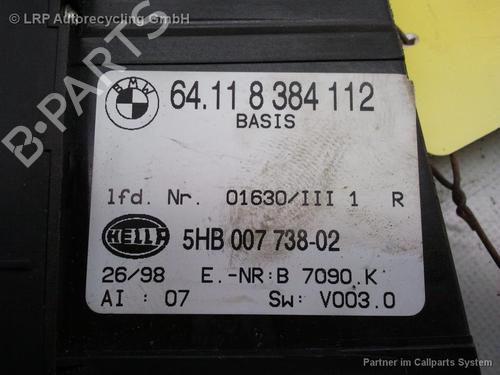 © LRP Autorecycling GmbH
BMW
64.11 8 384 112
BASIS
lfd. Nr. 01630/III 1 R
HELLA 5HB 007 738-02
26/98 E.-NR:B 7090.K
AI : 07 Sw: V003.0
Partner im Callparts System